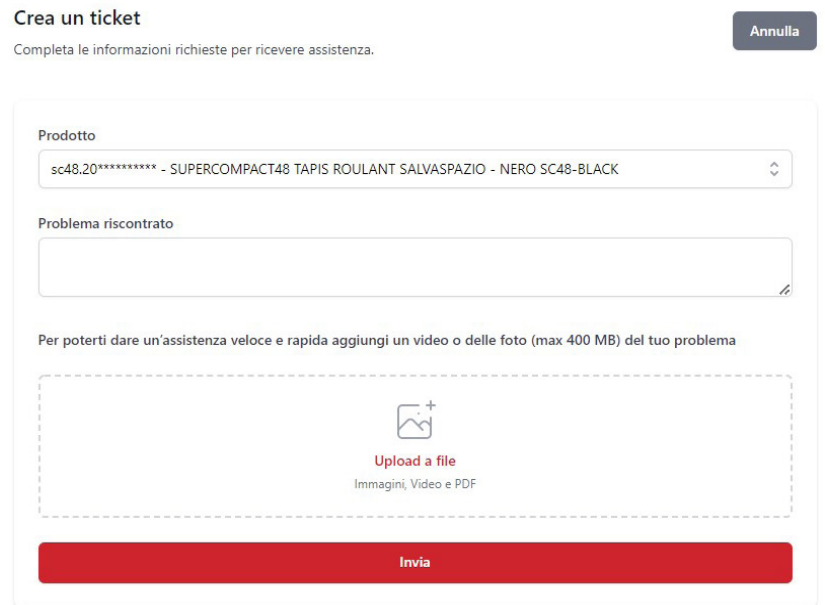 Crea un ticket
Annulla
Completa le informazioni richieste per ricevere assistenza.
Prodotto
sc48.20********** - SUPERCOMPACT48 TAPIS ROULANT SALVASPAZIO - NERO SC48-BLACK
Problema riscontrato
Per poterti dare un'assistenza veloce e rapida aggiungi un video o delle foto (max 400 MB) del tuo problema
Upload a file
Immagini, Video e PDF
Invia